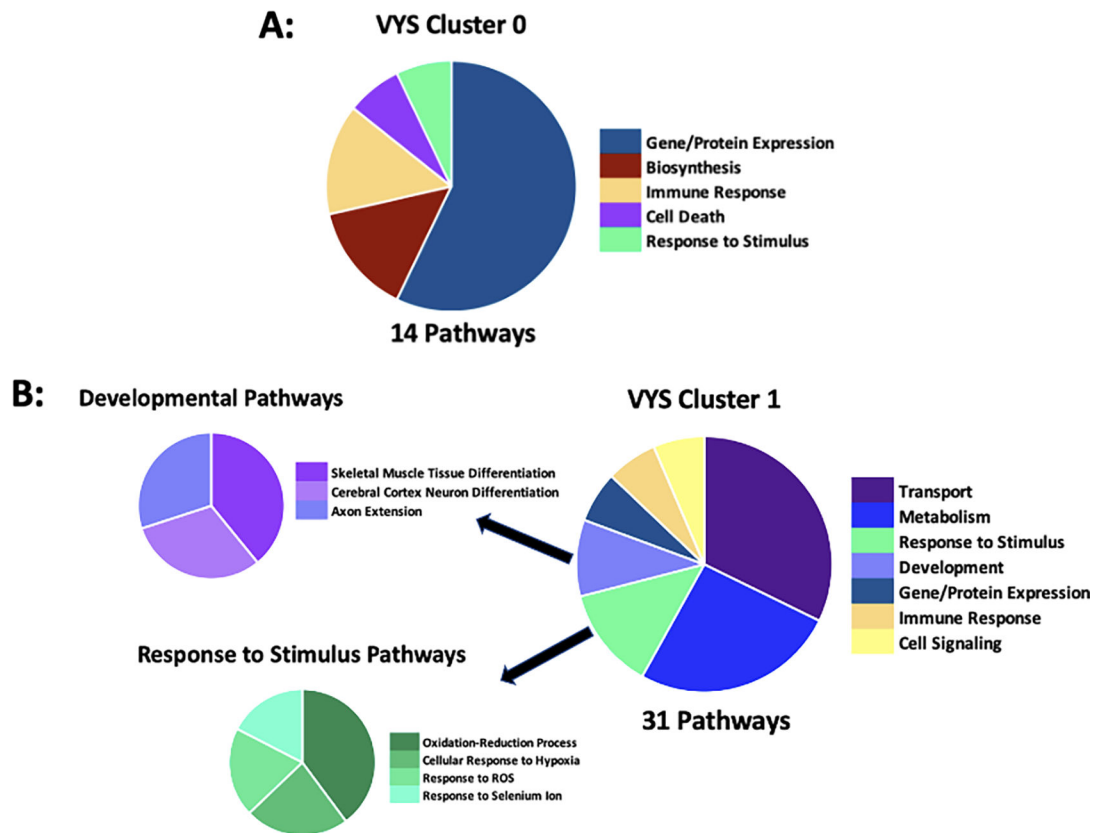 A:
VYS Cluster 0
Gene/Protein Expression
Biosynthesis
Immune Response
Cell Death
Response to Stimulus
14 Pathways
B:
Developmental Pathways
Skeletal Muscle Tissue Differentiation
Cerebral Cortex Neuron Differentiation
Axon Extension
VYS Cluster 1
Transport
Metabolism
Response to Stimulus
Development
Gene/Protein Expression
Immune Response
Cell Signaling
31 Pathways
Response to Stimulus Pathways
Oxidation-Reduction Process
Cellular Response to Hypoxia
Response to ROS
Response to Selenium Ion